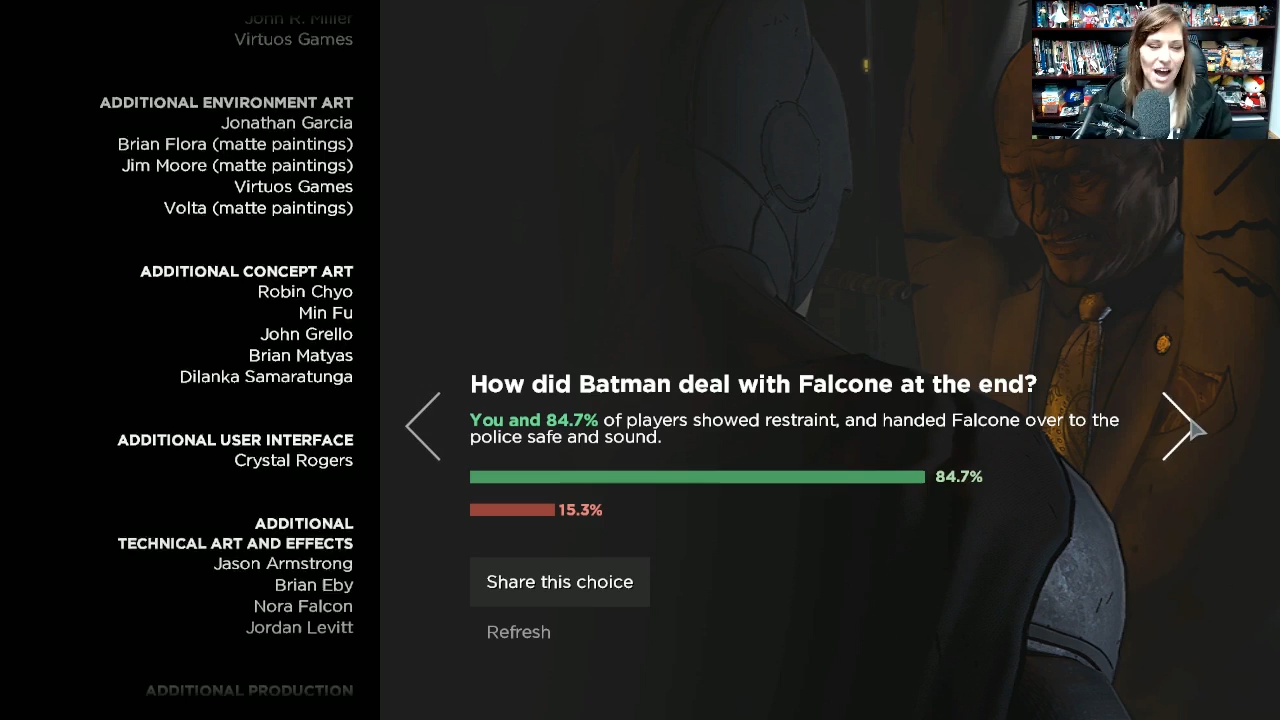 John R. Miller
Virtuos Games
ADDITIONAL ENVIRONMENT ART
Jonathan Garcia
Brian Flora (matte paintings)
Jim Moore (matte paintings)
Virtuos Games
Volta (matte paintings)
ADDITIONAL CONCEPT ART
Robin Chyo
Min Fu
John Grello
Brian Matyas
Dilanka Samaratunga
ADDITIONAL USER INTERFACE
Crystal Rogers
ADDITIONAL
TECHNICAL ART AND EFFECTS
Jason Armstrong
Brian Eby
Nora Falcon
Jordan Levitt
ADDITIONAL PRODUCTION
How did Batman deal with Falcone at the end?
You and 84.7% of players showed restraint, and handed Falcone over to the
police safe and sound.
84.7%
15.3%
Share this choice
Refresh